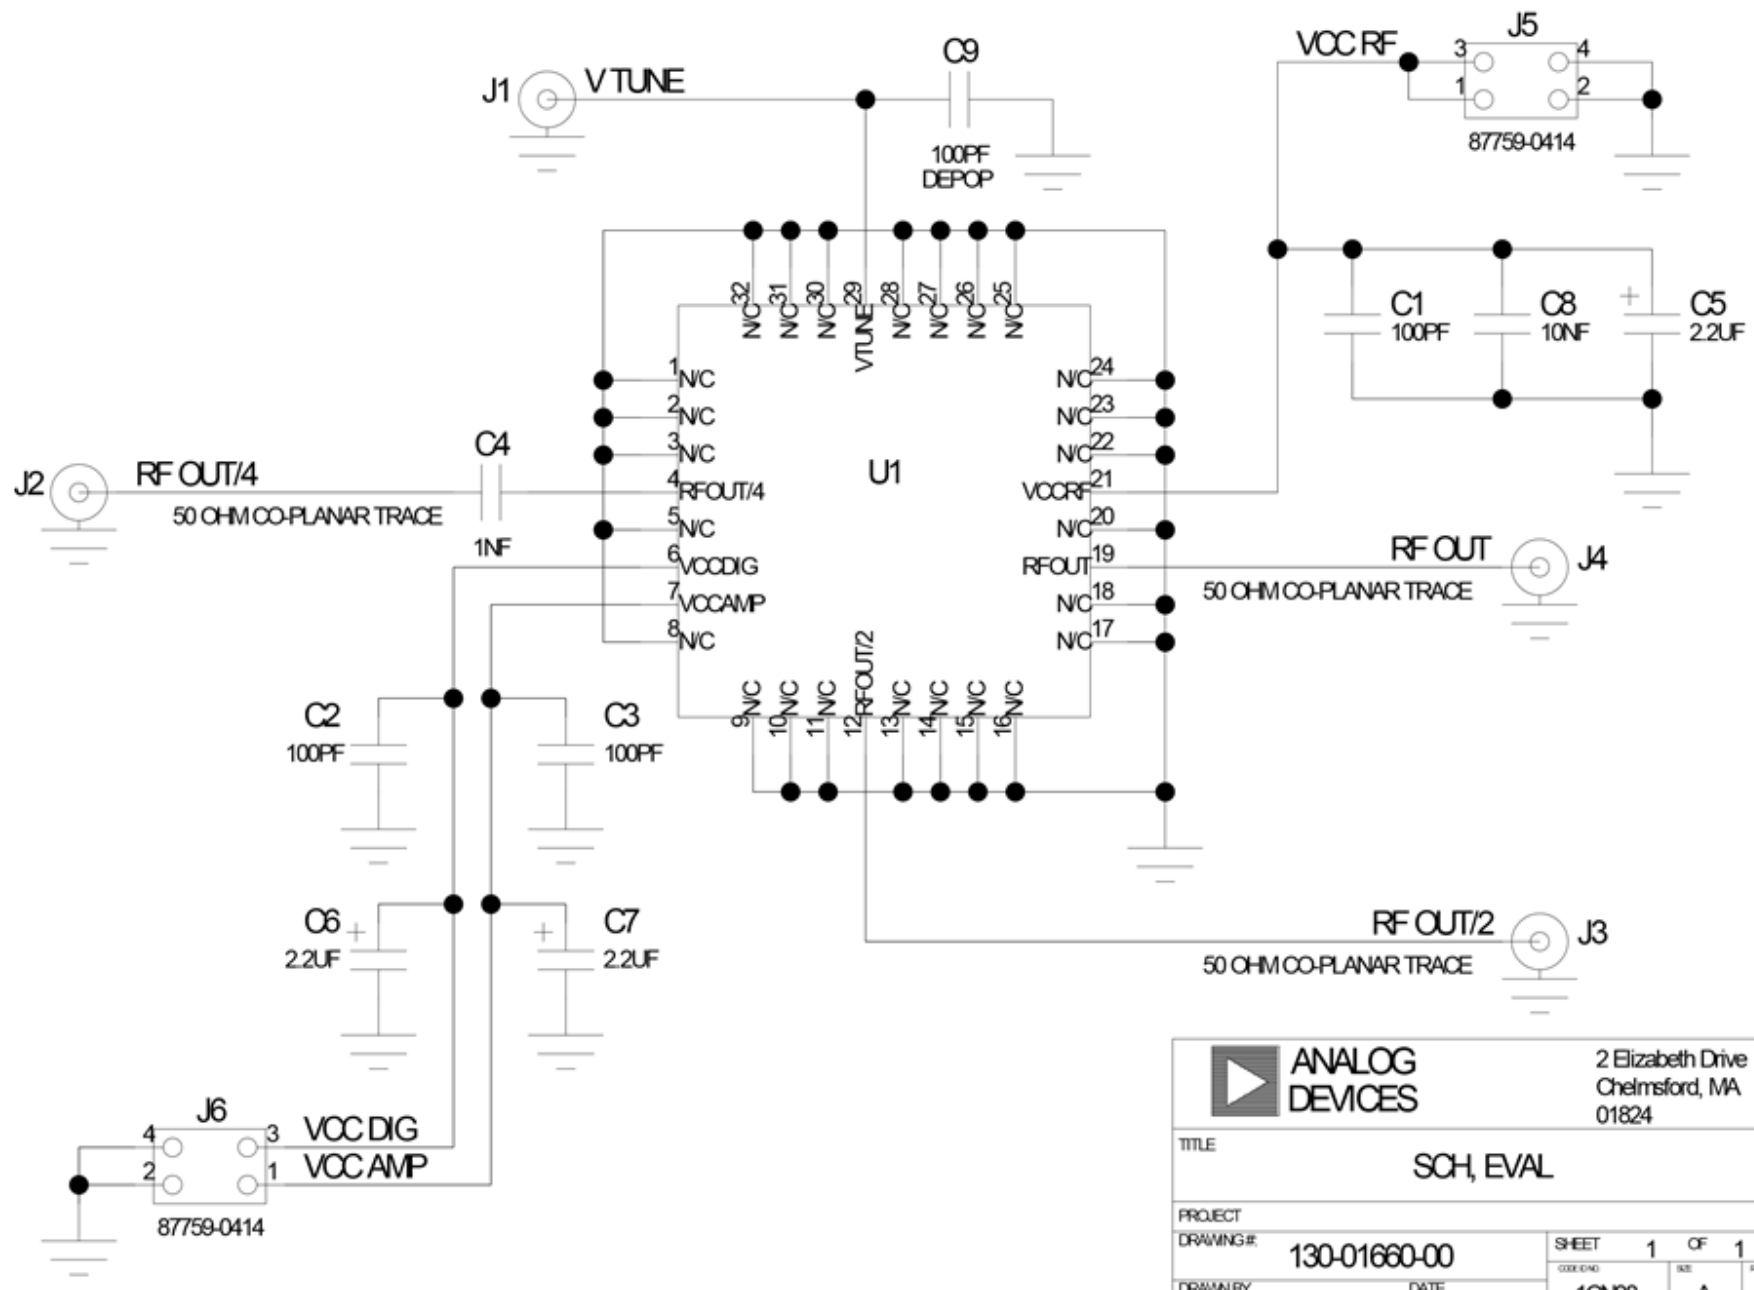 J1
V TUNE
C9
100PF
DEPOP
VCC RF
J5
3
4
1
2
87759-0414
C1
100PF
C8
10NF
+
C5
2.2UF
32
31
30
29
28
27
26
25
N/C
N/C
N/C
VTUNE
N/C
N/C
N/C
N/C
1
N/C
2
N/C
3
N/C
4
RFOUT/4
5
N/C
6
VCCDIG
7
VCCAMP
8
N/C
U1
N/C
24
N/C
23
N/C
22
VCCRF
21
N/C
20
RFOUT
19
N/C
18
N/C
17
N/C
N/C
N/C
RFOUT/2
N/C
N/C
N/C
N/C
9
10
11
12
13
14
15
16
J2
RF OUT/4
50 OHM CO-PLANAR TRACE
C4
1NF
RF OUT
J4
50 OHM CO-PLANAR TRACE
C2
100PF
C3
100PF
C6
+
2.2UF
+
C7
2.2UF
RF OUT/2
J3
50 OHM CO-PLANAR TRACE
J6
4
3
VCC DIG
2
1
VCC AMP
87759-0414
ANALOG
DEVICES
2 Elizabeth Drive
Chelmsford, MA
01824
TITLE
SCH, EVAL
PROJECT
DRAWING #:
130-01660-00
SHEET 1 OF 1
CODE ID NO.
SIZE
DRAWN BY
DATE
A